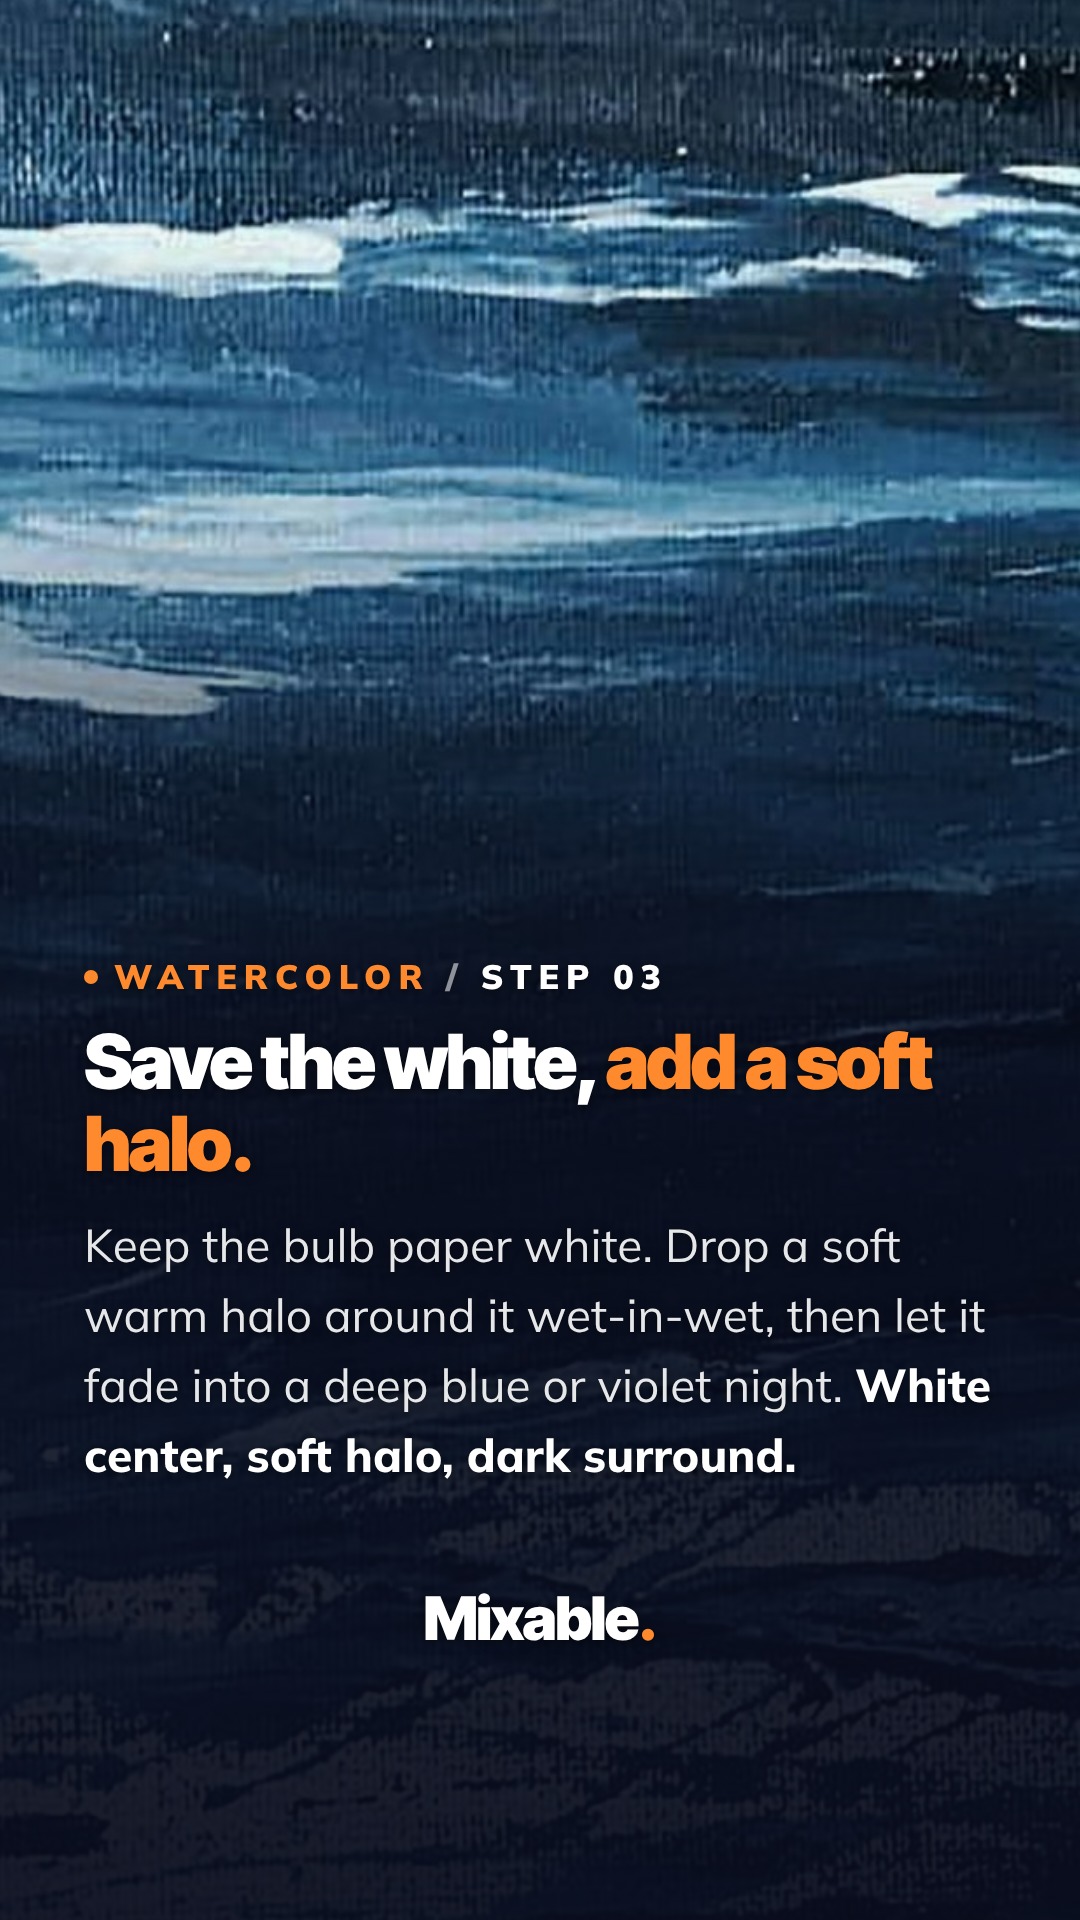 • WATERCOLOR / STEP 03
Save the white, add a soft
halo.
Keep the bulb paper white. Drop a soft
warm halo around it wet-in-wet, then let it
fade into a deep blue or violet night. White
center, soft halo, dark surround.
Mixable.